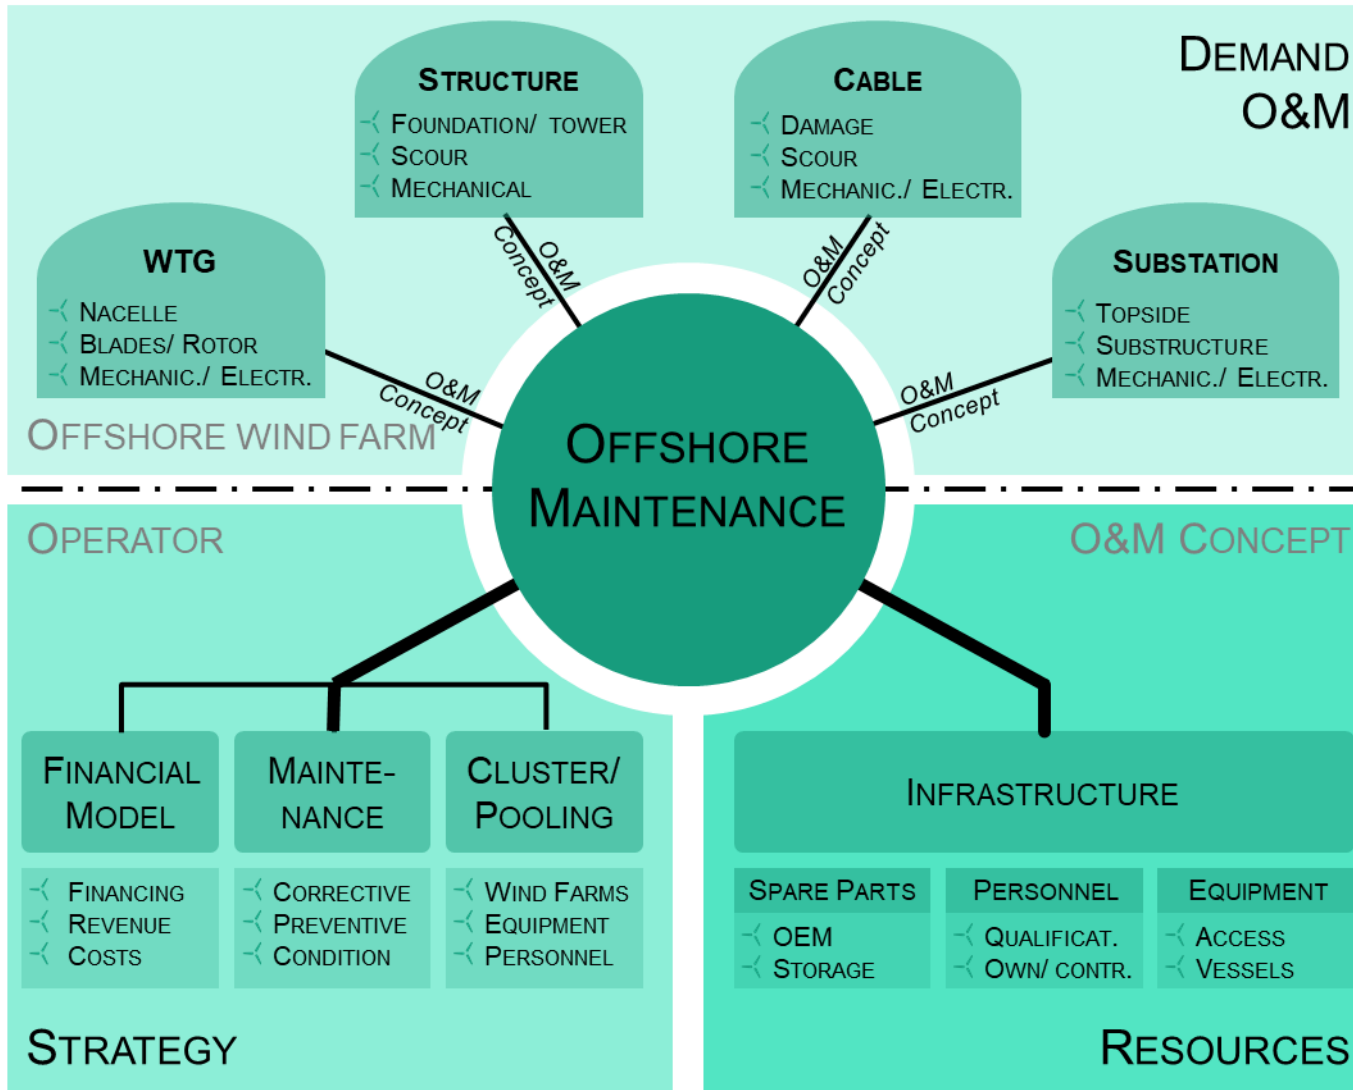 DEMAND
O&M
STRUCTURE
FOUNDATION/ TOWER
SCOUR
MECHANICAL
CABLE
DAMAGE
SCOUR
MECHANIC./ ELECTR.
WTG
NACELLE
BLADES/ ROTOR
MECHANIC./ ELECTR.
SUBSTATION
TOPSIDE
SUBSTRUCTURE
MECHANIC./ ELECTR.
O&M
Concept
O&M
Concept
O&M
Concept
O&M
Concept
OFFSHORE WIND FARM
OFFSHORE
MAINTENANCE
OPERATOR
O&M CONCEPT
FINANCIAL
MODEL
FINANCING
REVENUE
COSTS
MAINTE-
NANCE
CORRECTIVE
PREVENTIVE
CONDITION
CLUSTER/
POOLING
WIND FARMS
EQUIPMENT
PERSONNEL
INFRASTRUCTURE
SPARE PARTS
OEM
STORAGE
PERSONNEL
QUALIFICAT.
OWN/ CONTR.
EQUIPMENT
ACCESS
VESSELS
STRATEGY
RESOURCES